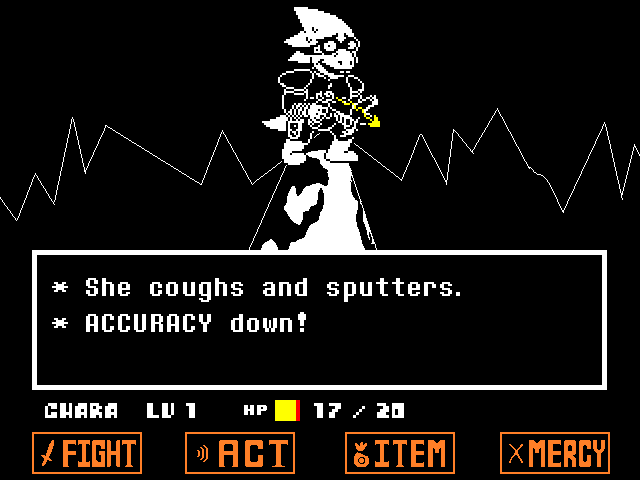 * She coughs and sputters.
* ACCURACY down!
CHARA LV 1 HP 17 / 20
FIGHT ACT ITEM MERCY